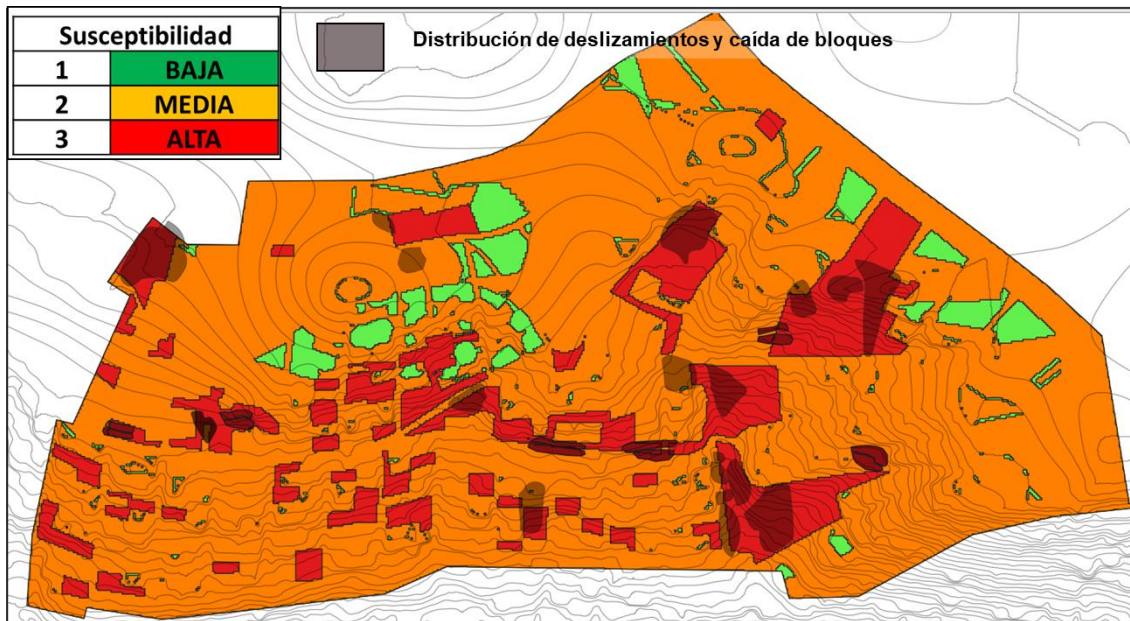 Susceptibilidad
1 BAJA
2 MEDIA
3 ALTA
Distribución de deslizamientos y caída de bloques